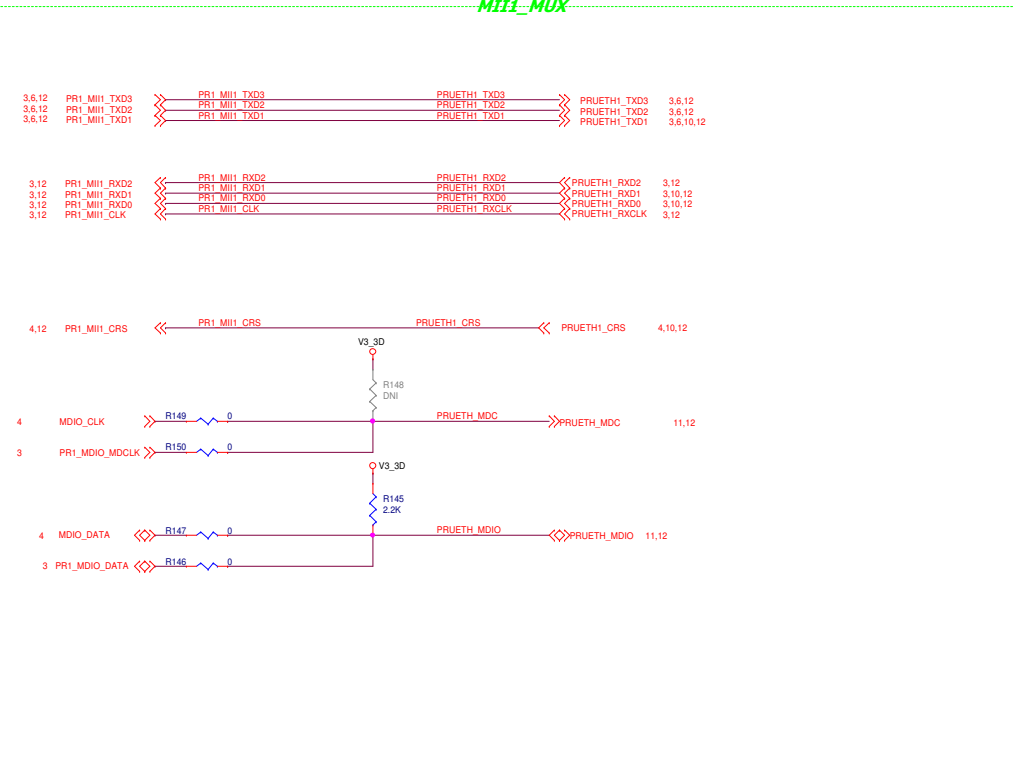 MII1_MUX
3,6,12 PR1_MII1_TXD3 PR1_MII1_TXD3 PRUETH1_TXD3 PRUETH1_TXD3 3,6,12
3,6,12 PR1_MII1_TXD2 PR1_MII1_TXD2 PRUETH1_TXD2 PRUETH1_TXD2 3,6,12
3,6,12 PR1_MII1_TXD1 PR1_MII1_TXD1 PRUETH1_TXD1 PRUETH1_TXD1 3,6,10,12
3,12 PR1_MII1_RXD2 PR1_MII1_RXD2 PRUETH1_RXD2 PRUETH1_RXD2 3,12
3,12 PR1_MII1_RXD1 PR1_MII1_RXD1 PRUETH1_RXD1 PRUETH1_RXD1 3,10,12
3,12 PR1_MII1_RXD0 PR1_MII1_RXD0 PRUETH1_RXD0 PRUETH1_RXD0 3,10,12
3,12 PR1_MII1_CLK PR1_MII1_CLK PRUETH1_RXCLK PRUETH1_RXCLK 3,12
4,12 PR1_MII1_CRS PR1_MII1_CRS PRUETH1_CRS PRUETH1_CRS 4,10,12
V3_3D
R148
DNI
4 MDIO_CLK R149 0 PRUETH_MDC PRUETH_MDC 11,12
3 PR1_MDIO_MDCLK R150 0
V3_3D
R145
2.2K
4 MDIO_DATA R147 0 PRUETH_MDIO PRUETH_MDIO 11,12
3 PR1_MDIO_DATA R146 0